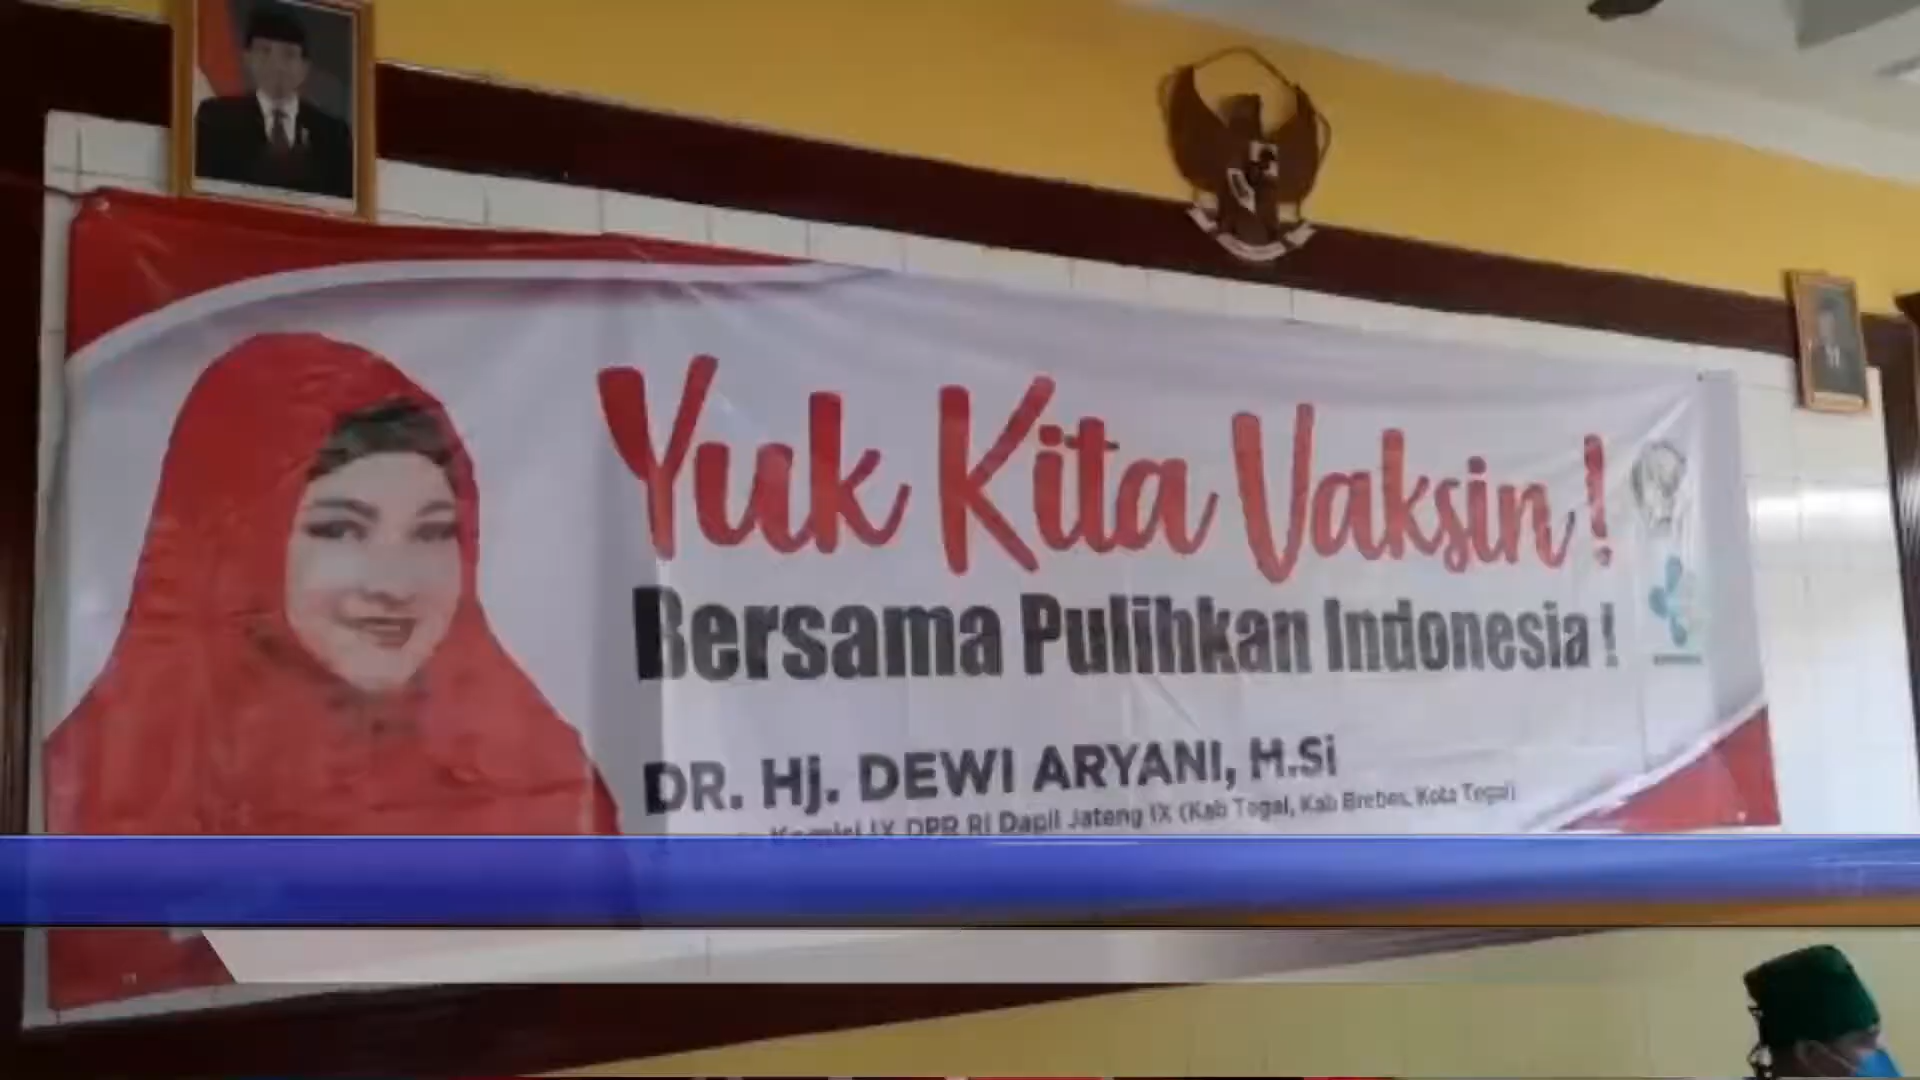 Yuk Kita Vaksin !
Bersama Pulihkan Indonesia !
DR. Hj. DEWI ARYANI, M.Si
Komisi IX DPR RI Dapil Jateng IX (Kab Tegal, Kab Brebes, Kota Tegal)